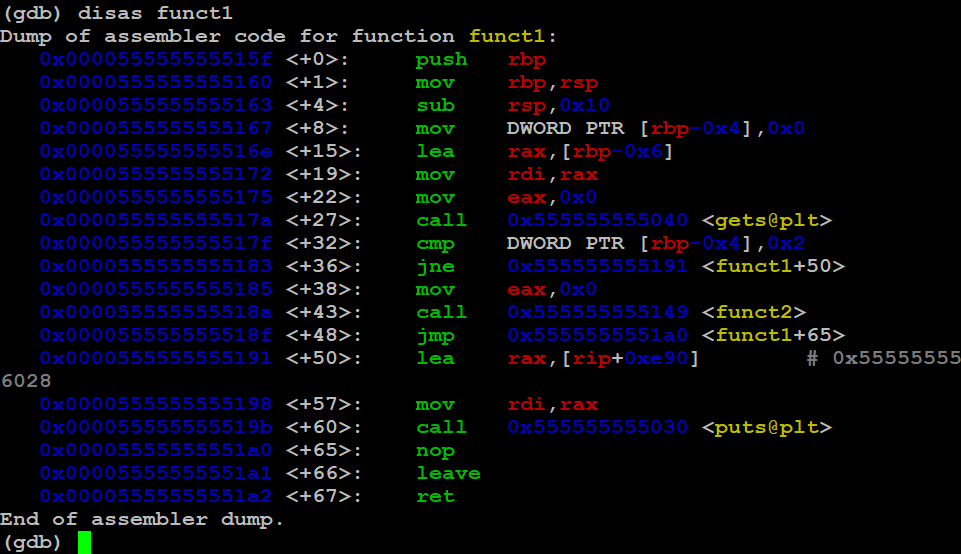 (gdb) disas funct1
Dump of assembler code for function funct1:
   0x000055555555515f <+0>:     push   rbp
   0x0000555555555160 <+1>:     mov    rbp,rsp
   0x0000555555555163 <+4>:     sub    rsp,0x10
   0x0000555555555167 <+8>:     mov    DWORD PTR [rbp-0x4],0x0
   0x000055555555516e <+15>:    lea    rax,[rbp-0x6]
   0x0000555555555172 <+19>:    mov    rdi,rax
   0x0000555555555175 <+22>:    mov    eax,0x0
   0x000055555555517a <+27>:    call   0x555555555040 <gets@plt>
   0x000055555555517f <+32>:    cmp    DWORD PTR [rbp-0x4],0x2
   0x0000555555555183 <+36>:    jne    0x555555555191 <funct1+50>
   0x0000555555555185 <+38>:    mov    eax,0x0
   0x000055555555518a <+43>:    call   0x555555555149 <funct2>
   0x000055555555518f <+48>:    jmp    0x5555555551a0 <funct1+65>
   0x0000555555555191 <+50>:    lea    rax,[rip+0xe90]        # 0x55555555
6028
   0x0000555555555198 <+57>:    mov    rdi,rax
   0x000055555555519b <+60>:    call   0x555555555030 <puts@plt>
   0x00005555555551a0 <+65>:    nop
   0x00005555555551a1 <+66>:    leave
   0x00005555555551a2 <+67>:    ret
End of assembler dump.
(gdb)